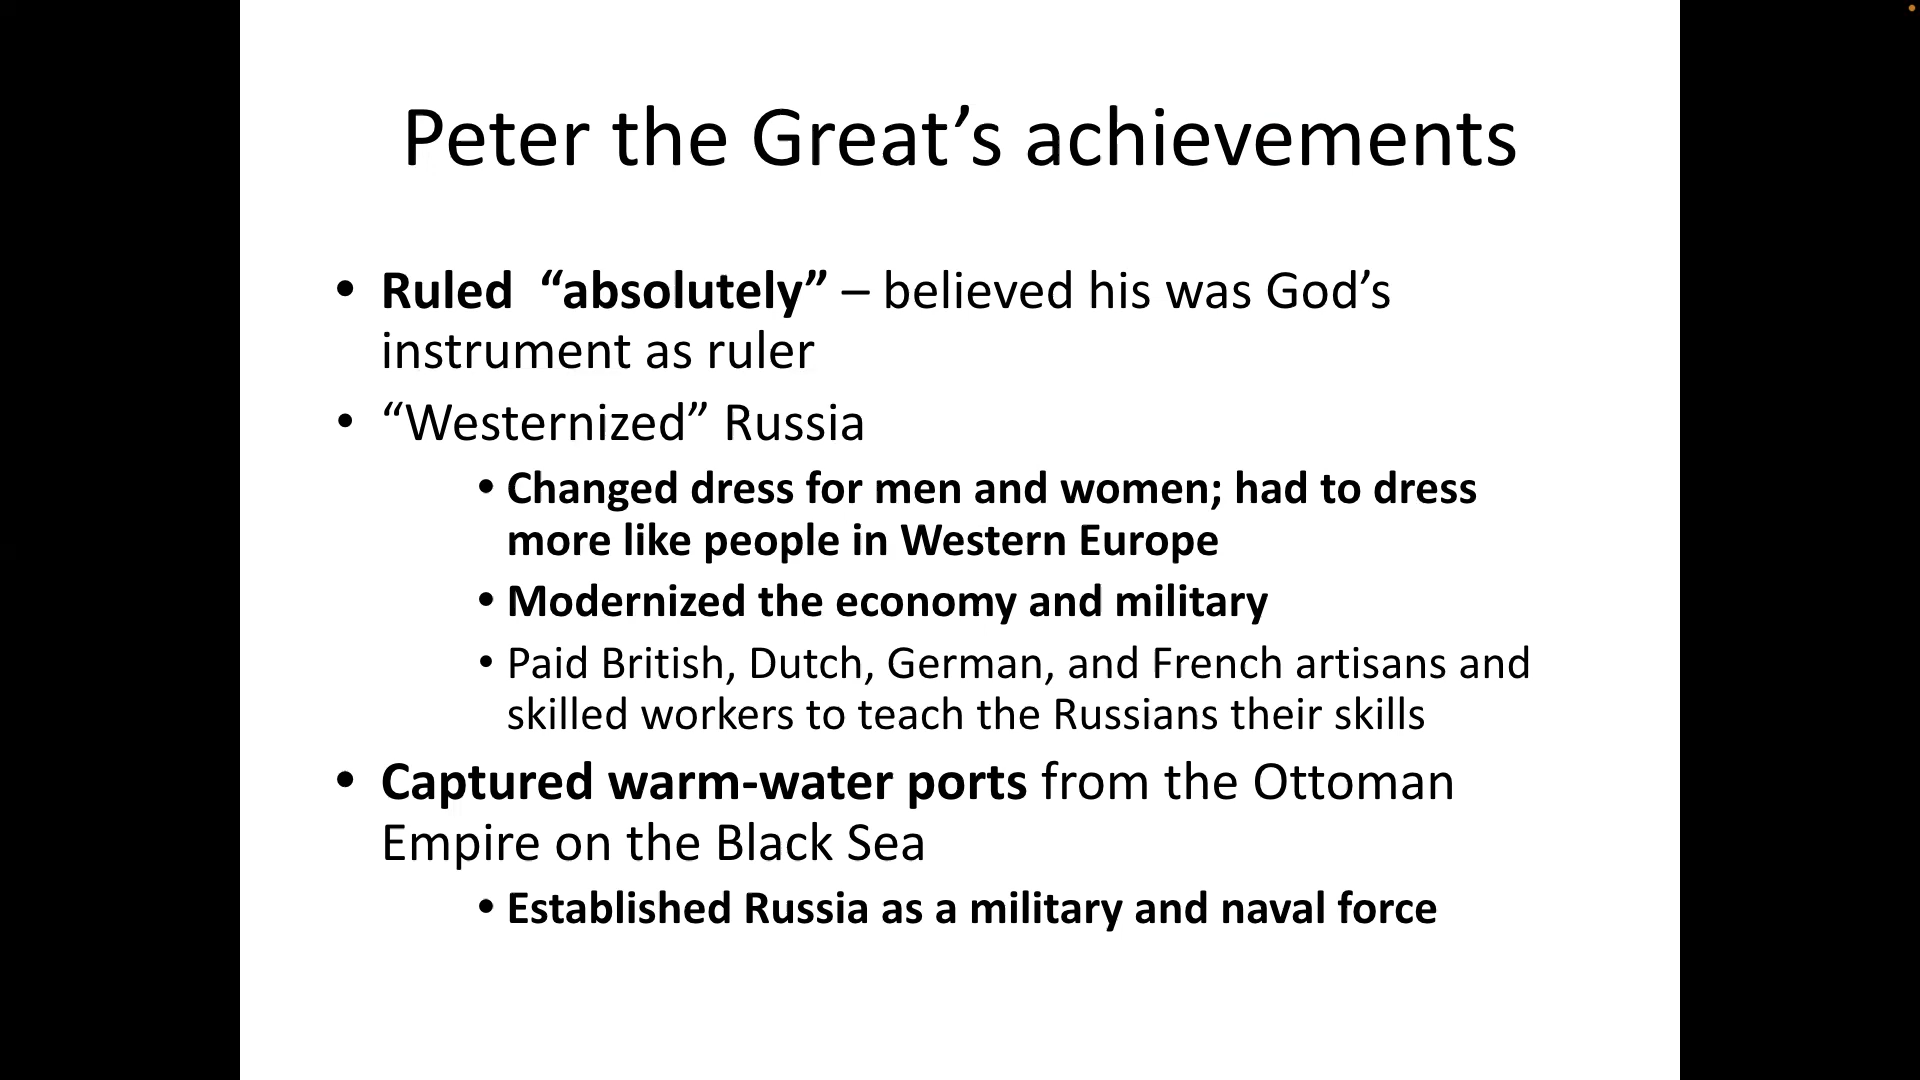 Peter the Great’s achievements
• Ruled  “absolutely” – believed his was God’s
instrument as ruler
• “Westernized” Russia
• Changed dress for men and women; had to dress
more like people in Western Europe
• Modernized the economy and military
• Paid British, Dutch, German, and French artisans and
skilled workers to teach the Russians their skills
• Captured warm-water ports from the Ottoman
Empire on the Black Sea
• Established Russia as a military and naval force